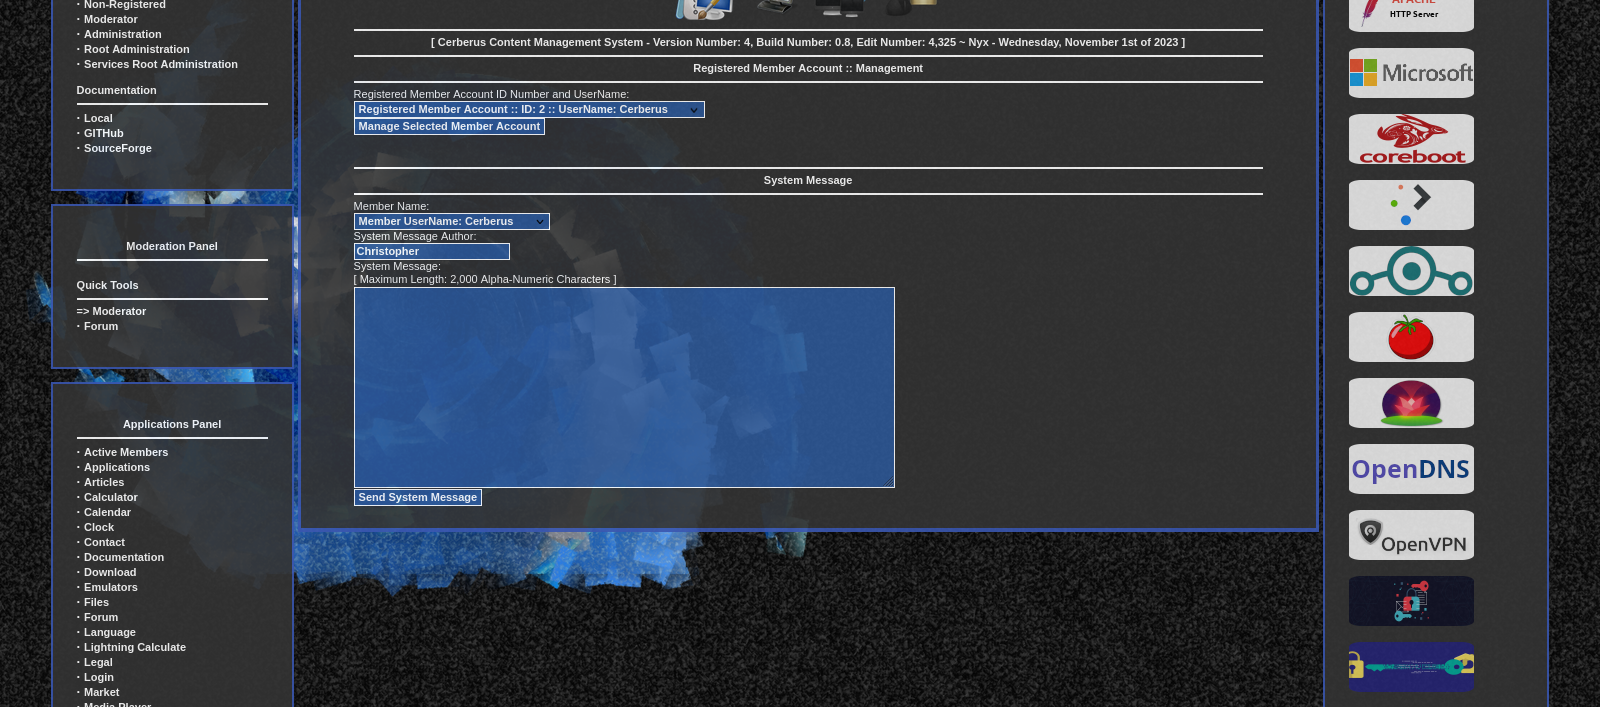 · Non-Registered
· Moderator
· Administration
· Root Administration
· Services Root Administration
Documentation
· Local
· GITHub
· SourceForge
Moderation Panel
Quick Tools
=> Moderator
· Forum
Applications Panel
· Active Members
· Applications
· Articles
· Calculator
· Calendar
· Clock
· Contact
· Documentation
· Download
· Emulators
· Files
· Forum
· Language
· Lightning Calculate
· Legal
· Login
· Market
· Media Player
[ Cerberus Content Management System - Version Number: 4, Build Number: 0.8, Edit Number: 4,325 ~ Nyx - Wednesday, November 1st of 2023 ]
Registered Member Account :: Management
Registered Member Account ID Number and UserName:
Registered Member Account :: ID: 2 :: UserName: Cerberus
Manage Selected Member Account
System Message
Member Name:
Member UserName: Cerberus
System Message Author:
Christopher
System Message:
[ Maximum Length: 2,000 Alpha-Numeric Characters ]
Send System Message
APACHE
HTTP Server
Microsoft
coreboot
OpenDNS
OpenVPN